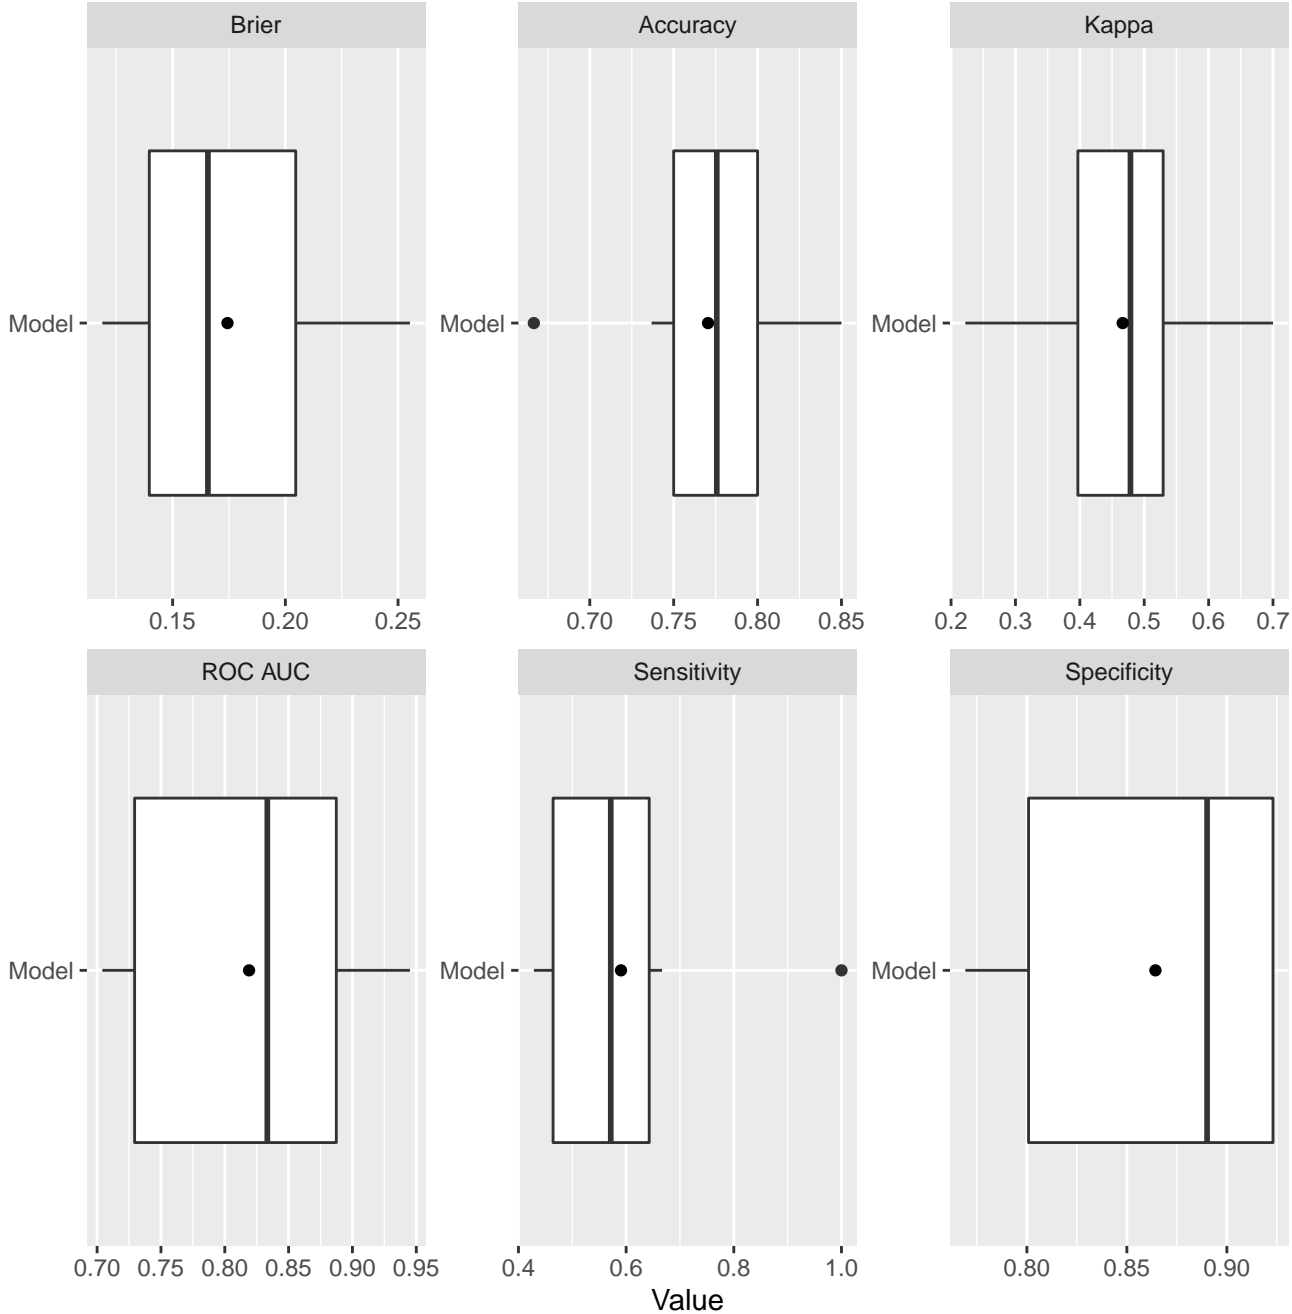 Brier Accuracy Kappa
Model Model Model
0.15 0.20 0.25 0.70 0.75 0.80 0.85 0.2 0.3 0.4 0.5 0.6 0.7
ROC AUC Sensitivity Specificity
Model Model Model
0.70 0.75 0.80 0.85 0.90 0.95 0.4 0.6 0.8 1.0 0.80 0.85 0.90
Value